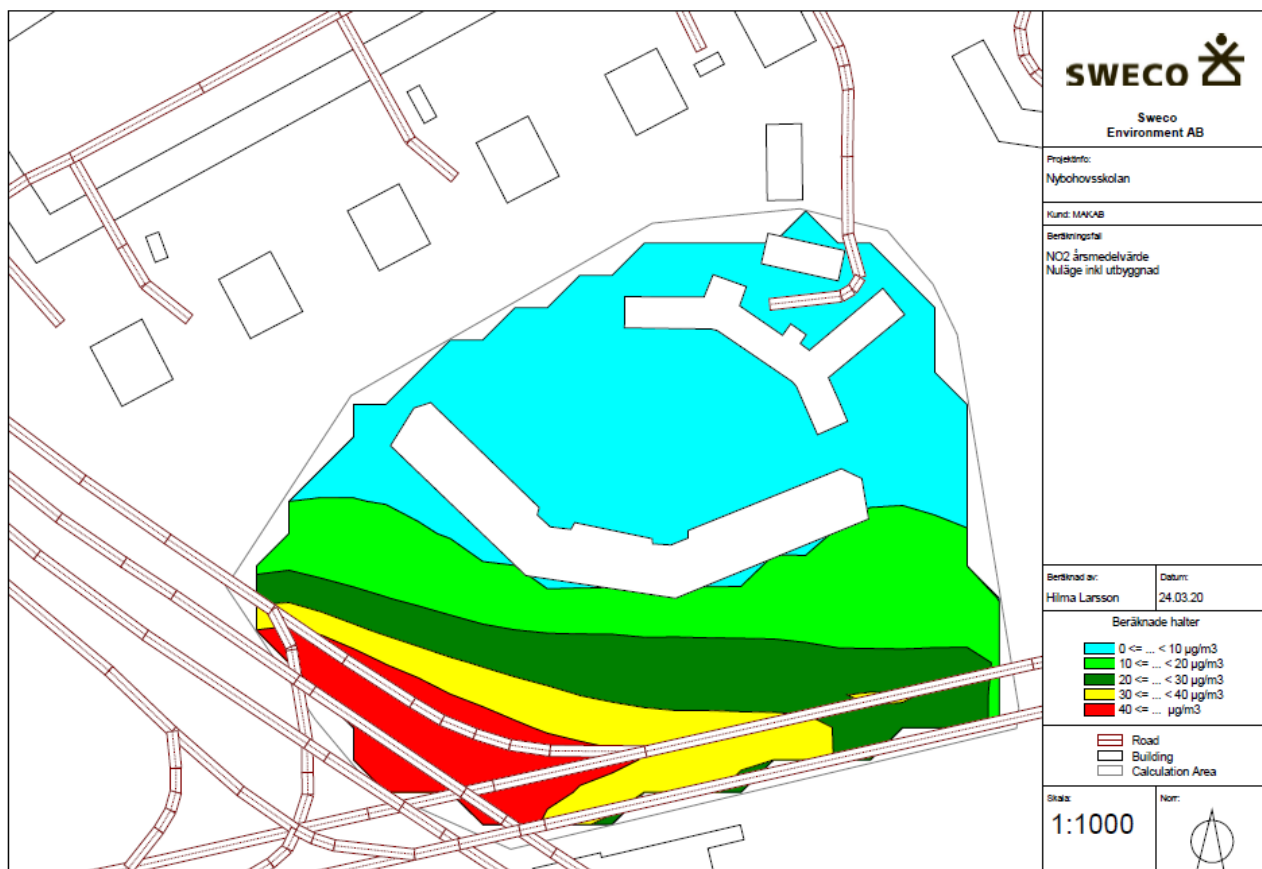 SWECO
Sweco
Environment AB
Projektinfo:
Nybohovsskolan
Kund: MAKAB
Beräkningsfall
NO2 årsmedelvärde
Nuläge inkl utbyggnad
Beräknad av:
Hilma Larsson
Datum:
24.03.20
Beräknade halter
0 <= ... < 10 µg/m3
10 <= ... < 20 µg/m3
20 <= ... < 30 µg/m3
30 <= ... < 40 µg/m3
40 <= ... µg/m3
Road
Building
Calculation Area
Skala:
1:1000
Norr: